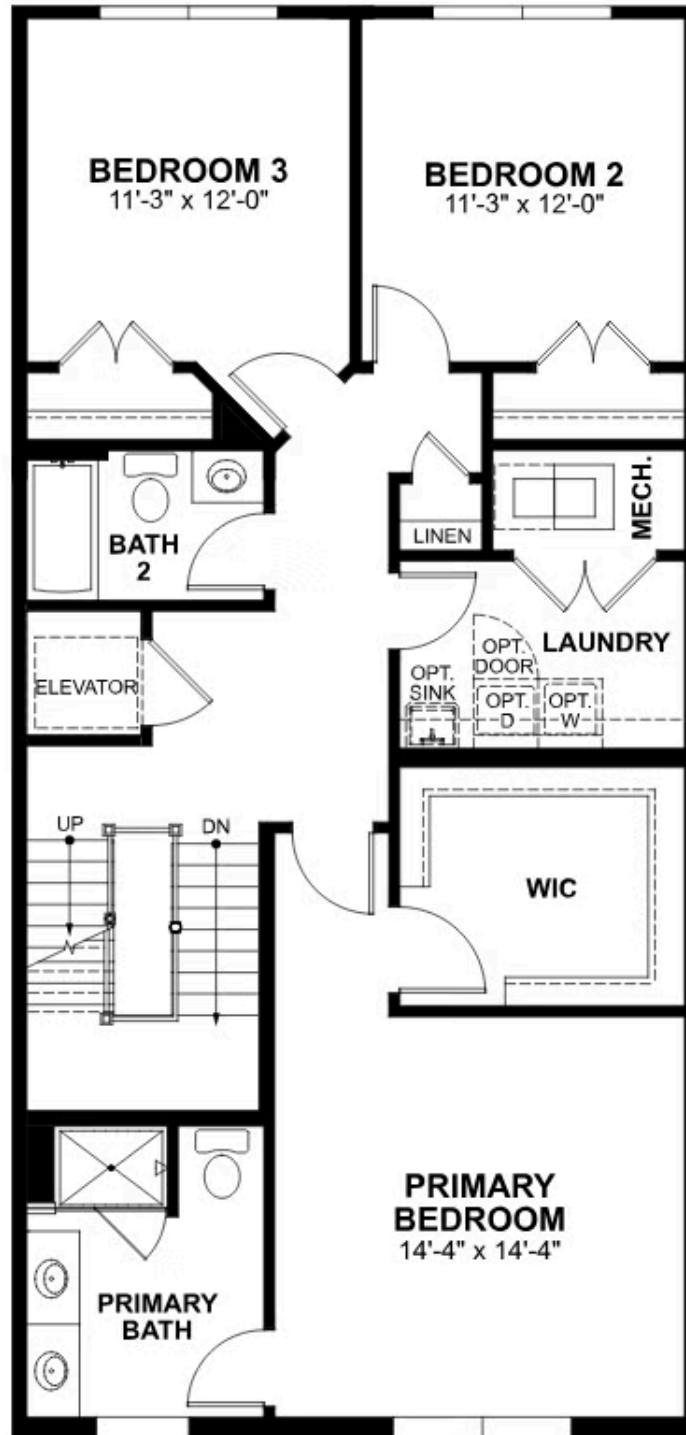 BEDROOM 3
11'-3" x 12'-0"
BEDROOM 2
11'-3" x 12'-0"
BATH
2
LINEN
MECH.
LAUNDRY
OPT.
DOOR
OPT.
SINK
OPT.
D
OPT.
W
ELEVATOR
UP
DN
WIC
PRIMARY
BEDROOM
14'-4" x 14'-4"
PRIMARY
BATH